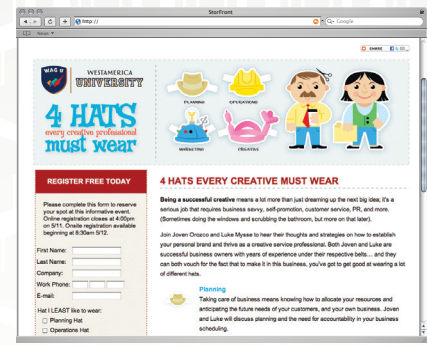 StorFront
http://
Q- Google
News ▾
SHARE
WAG U
WESTAMERICA
UNIVERSITY
4 HATS
every creative professional
must wear
PLANNING
OPERATIONS
MARKETING
CREATIVE
REGISTER FREE TODAY
Please complete this form to reserve
your spot at this informative event.
Online registration closes at 4:00pm
on 5/11. Onsite registration available
beginning at 8:30am 5/12.
First Name:
Last Name:
Company:
Work Phone:
E-mail:
Hat I LEAST like to wear:
Planning Hat
Operations Hat
4 HATS EVERY CREATIVE MUST WEAR
Being a successful creative means a lot more than just dreaming up the next big idea; it's a
serious job that requires business savvy, self-promotion, customer service, PR, and more.
(Sometimes doing the windows and scrubbing the bathroom, but more on that later).
Join Joven Orozco and Luke Mysse to hear their thoughts and strategies on how to establish
your personal brand and thrive as a creative service professional. Both Joven and Luke are
successful business owners with years of experience under their respective belts... and they
can both vouch for the fact that to make it in this business, you've got to get good at wearing a lot
of different hats.
Planning
Taking care of business means knowing how to allocate your resources and
anticipating the future needs of your customers, and your own business. Joven
and Luke will discuss planning and the need for accountability in your business
scheduling.